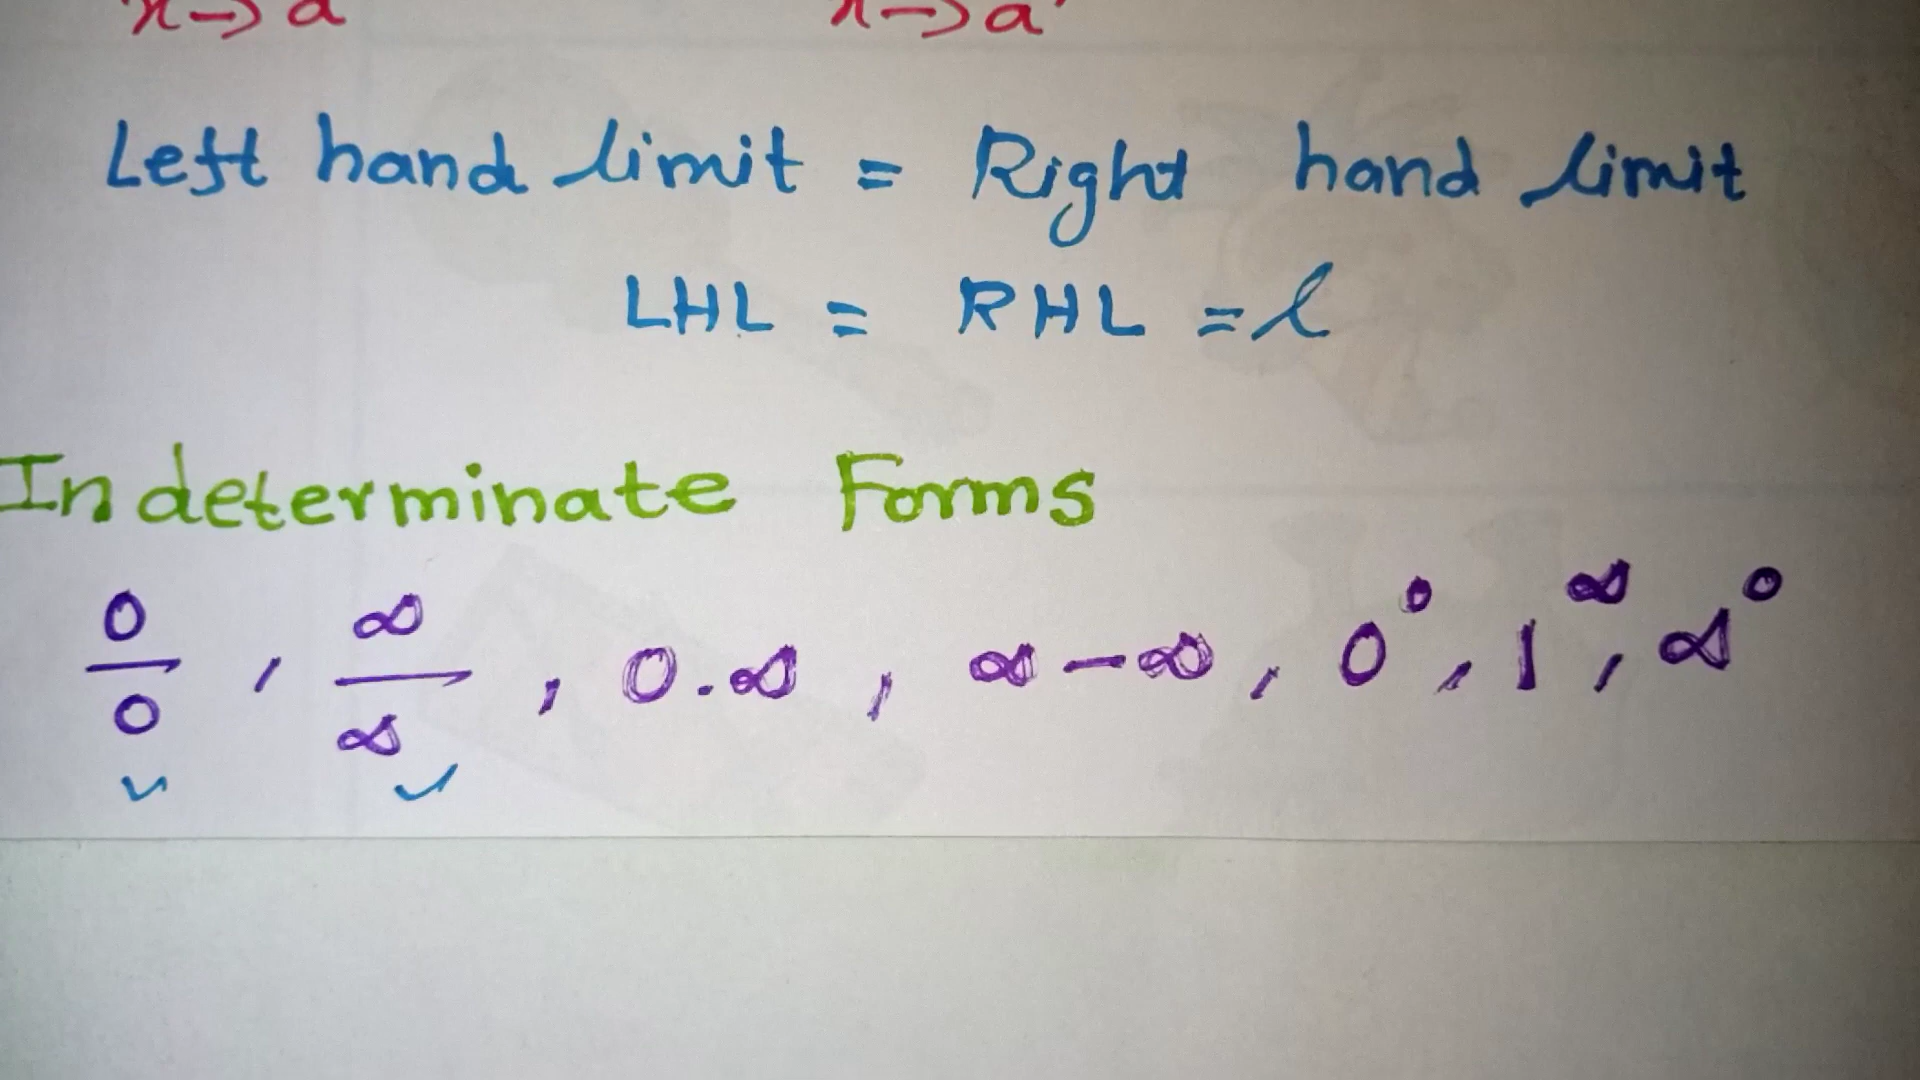 x→a x→a
Left hand limit = Right hand limit
LHL = RHL = l
Indeterminate Forms
0/0 , ∞/∞ , 0.∞ , ∞-∞ , 0⁰ , 1^∞ , ∞⁰